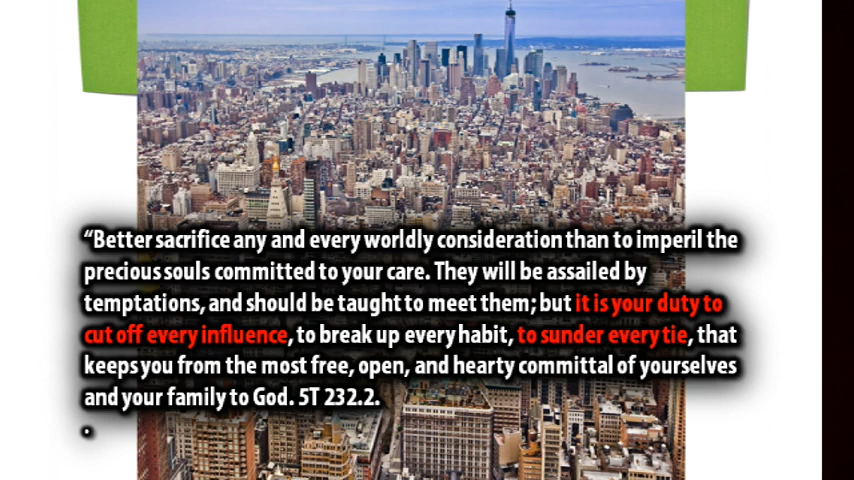 “Better sacrifice any and every worldly consideration than to imperil the
precious souls committed to your care. They will be assailed by
temptations, and should be taught to meet them; but it is your duty to
cut off every influence, to break up every habit, to sunder every tie, that
keeps you from the most free, open, and hearty committal of yourselves
and your family to God. 5T 232.2.
.